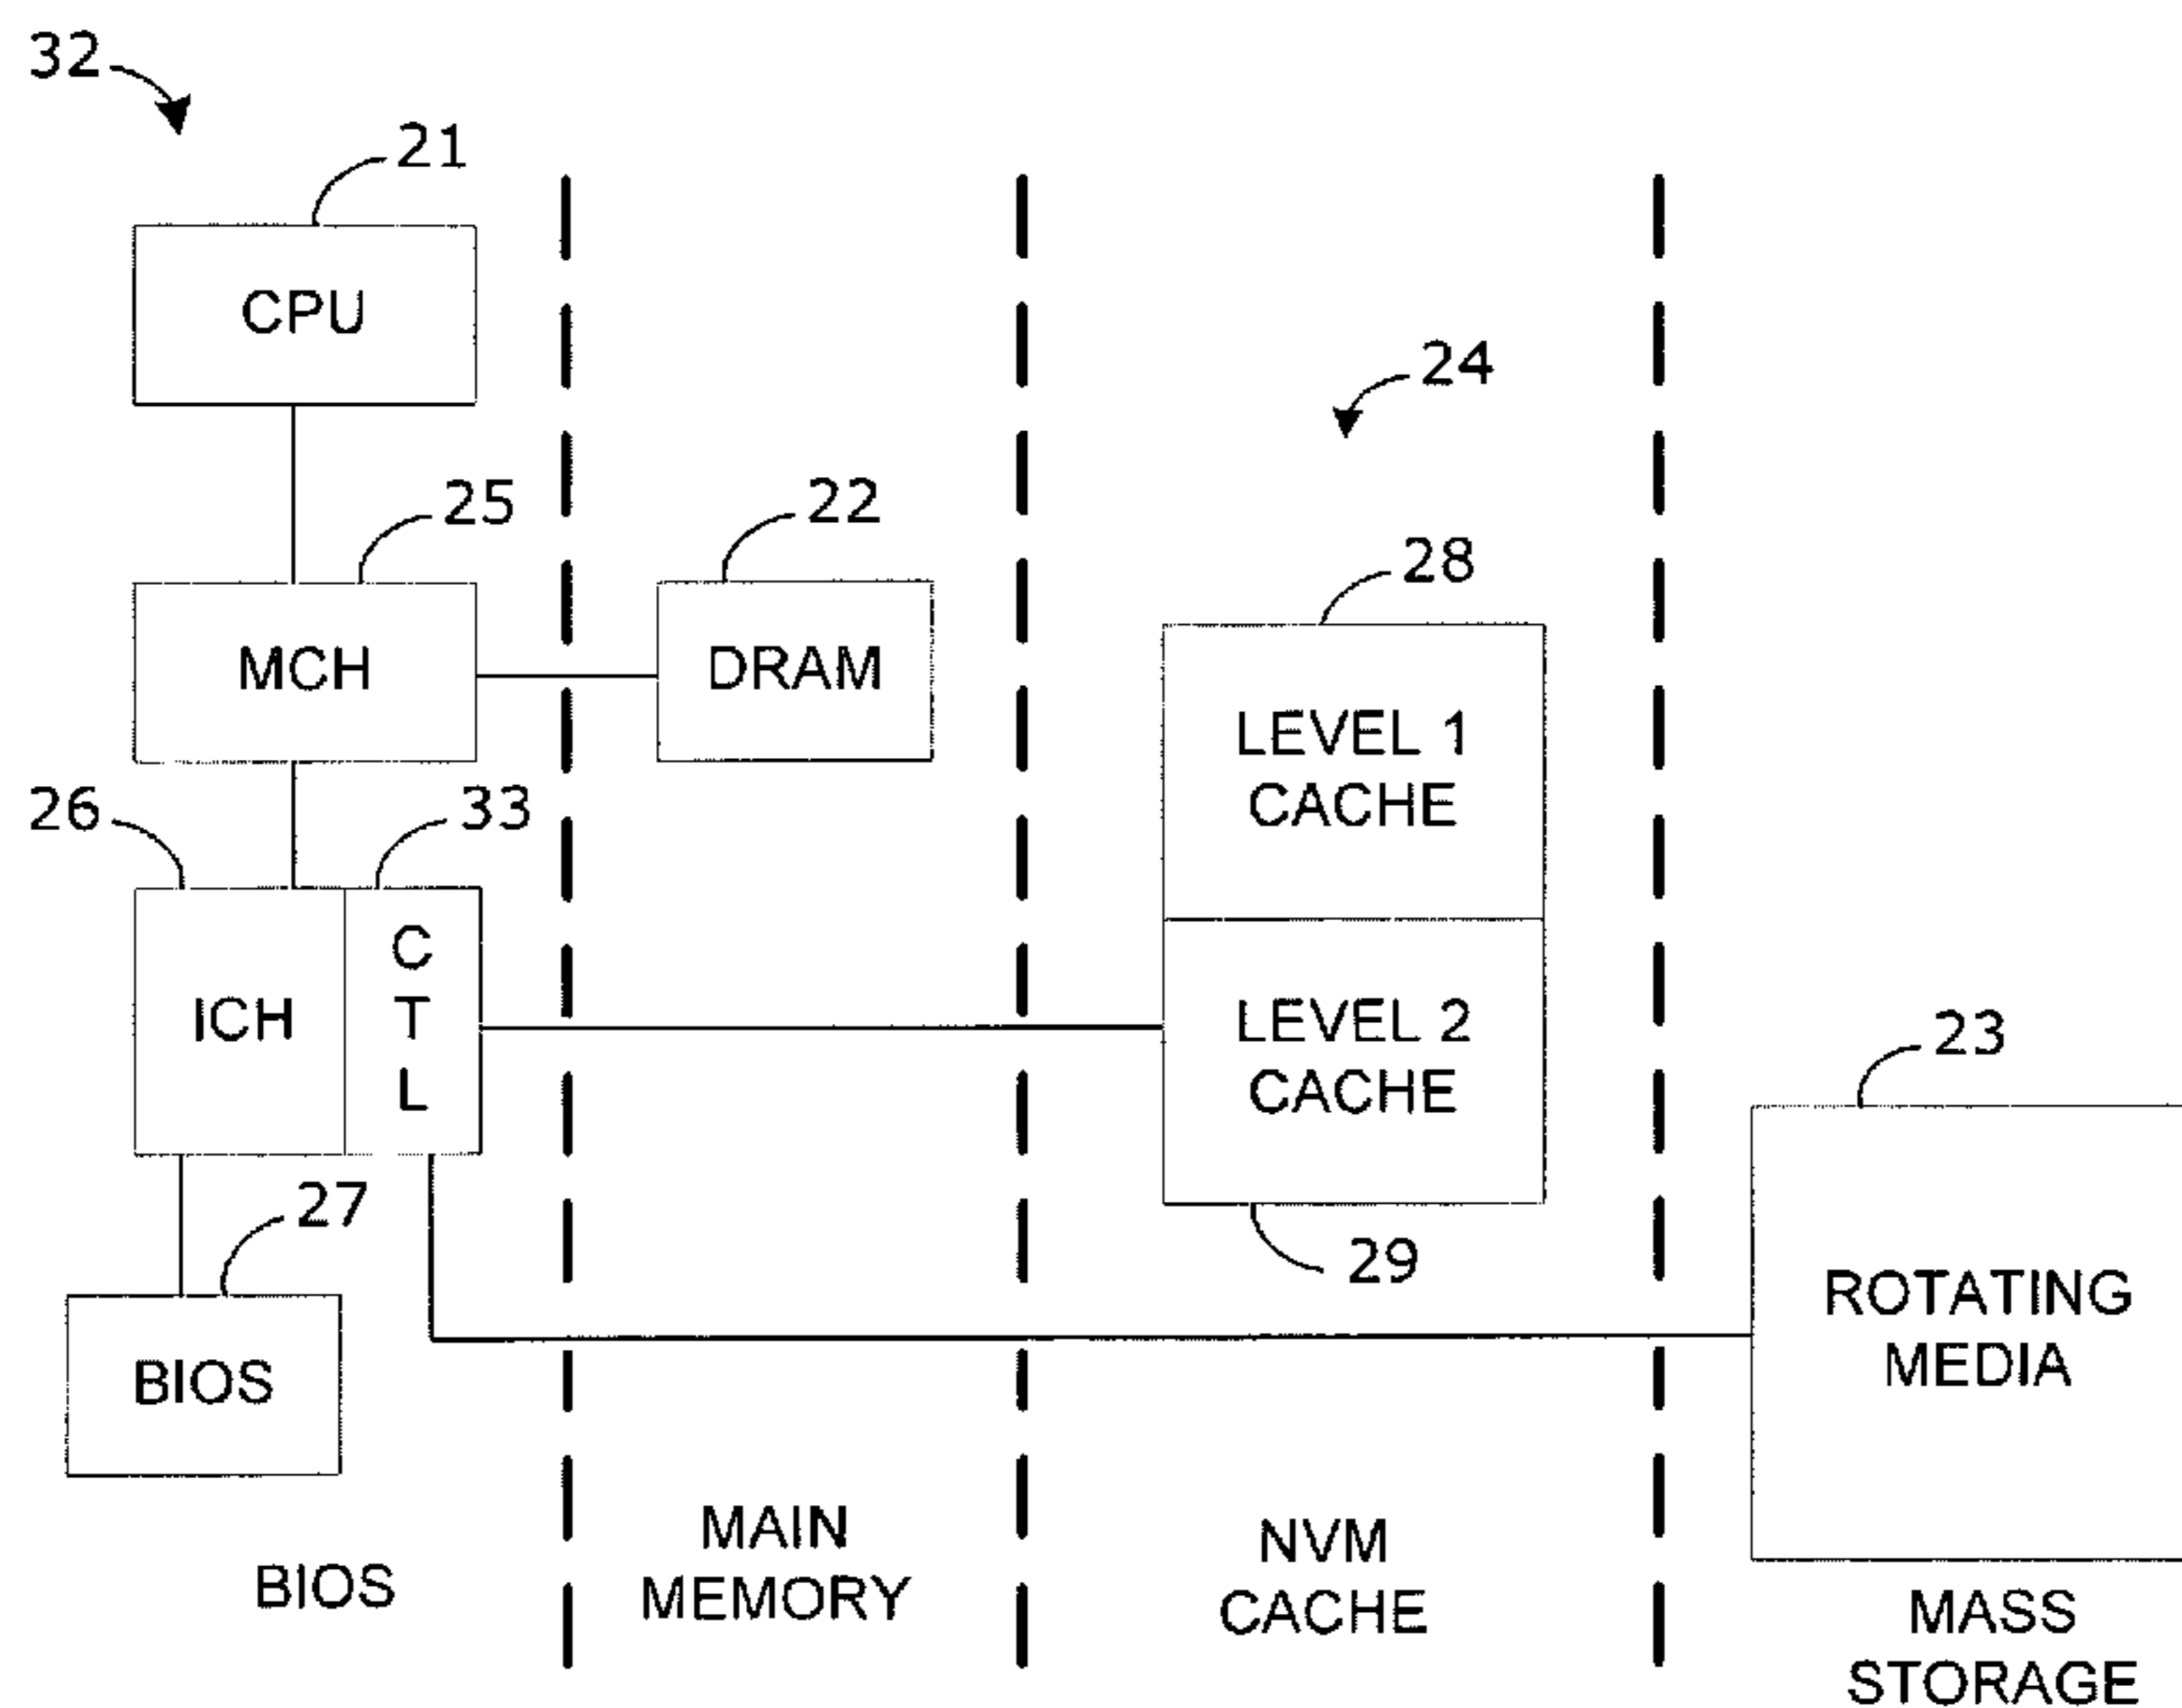 32
21
CPU
24
25
22
28
MCH
DRAM
LEVEL 1
CACHE
26
33
C
T
L
ICH
LEVEL 2
CACHE
23
27
29
BIOS
ROTATING
MEDIA
BIOS
MAIN
MEMORY
NVM
CACHE
MASS
STORAGE